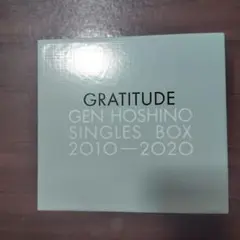 GRATITUDE
GEN HOSHINO
SINGLES BOX
2010—2020